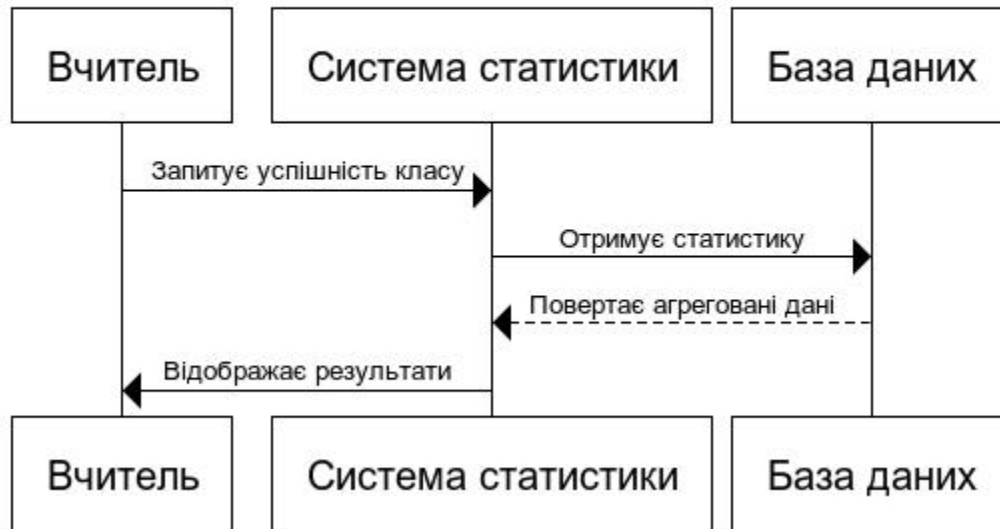 Вчитель
Система статистики
База даних
Запитує успішність класу
Отримує статистику
Повертає агреговані дані
Відображає результати
Вчитель
Система статистики
База даних